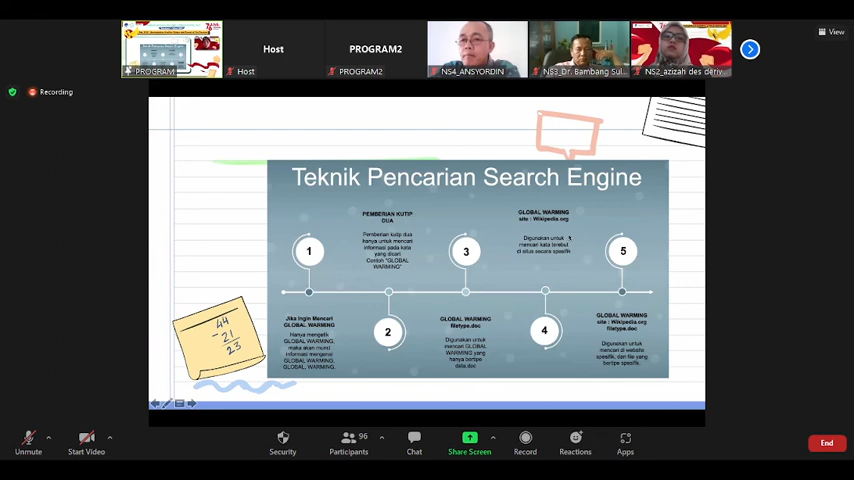 Host
PROGRAM2
PROGRAM
Host
PROGRAM2
NS4_ANSYORDIN
NS3_Dr. Bambang Sul...
NS2_azizah des deriv...
View
Recording
Teknik Pencarian Search Engine
1
Jika Ingin Mencari
GLOBAL WARMING
Hanya mengetik
GLOBAL WARMING,
maka akan muncul
informasi mengenai
GLOBAL WARMING,
GLOBAL, WARMING,
PEMBERIAN KUTIP
DUA
Pemberian kutip dua
hanya untuk mencari
informasi pada kata
yang dicari
Contoh "GLOBAL
WARMING"
2
3
GLOBAL WARMING
filetype.doc
Digunakan untuk
mencari GLOBAL
WARMING yang
hanya bertipe
data.doc
GLOBAL WARMING
site : Wikipedia.org
Digunakan untuk
mencari kata terebut
di situs secara spesifik
4
5
GLOBAL WARMING
site : Wikipedia.org
filetype.doc
Digunakan untuk
mencari di website
spesifik, dan file yang
bertipe spesifik.
44
- 21
23
Unmute
Start Video
Security
96
Participants
Chat
Share Screen
Record
Reactions
Apps
End